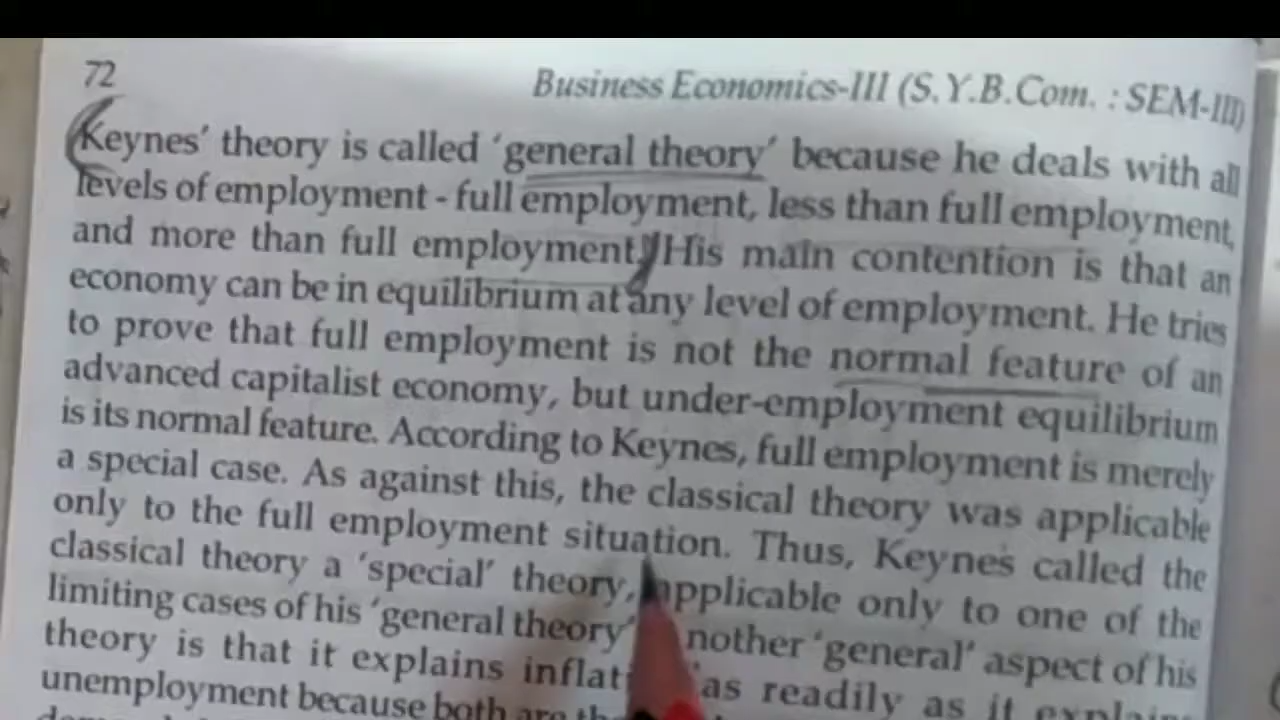 72
Business Economics-III (S.Y.B.Com. : SEM-III)
Keynes' theory is called 'general theory' because he deals with all
levels of employment - full employment, less than full employment,
and more than full employment. His main contention is that an
economy can be in equilibrium at any level of employment. He tries
to prove that full employment is not the normal feature of an
advanced capitalist economy, but under-employment equilibrium
is its normal feature. According to Keynes, full employment is merely
a special case. As against this, the classical theory was applicable
only to the full employment situation. Thus, Keynes called the
classical theory a 'special' theory, applicable only to one of the
limiting cases of his 'general theory' 'general' aspect of his
theory is that it explains as readily as it
unemployment because both are